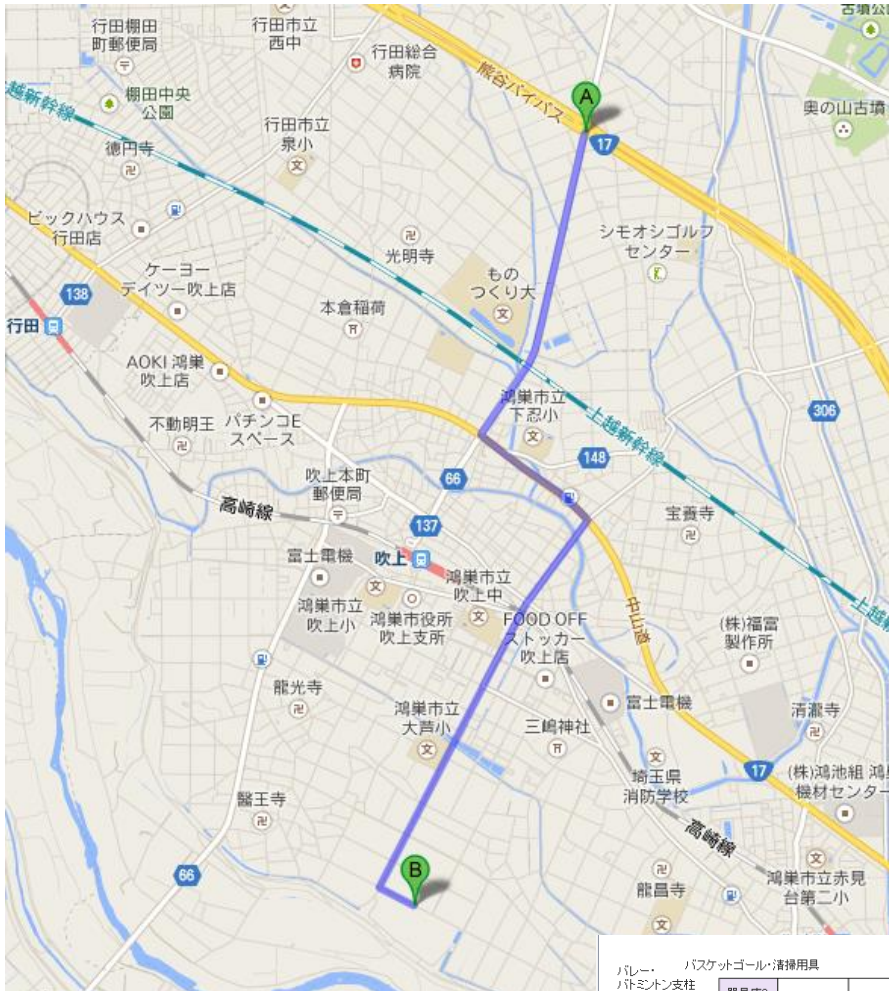 行田棚田
町郵便局
行田市立
西中
行田総合
病院
古墳公
熊谷バイパス
A
17
奥の山古墳
上越新幹線
棚田中央
公園
行田市立
泉小
徳円寺
ビックハウス
行田店
光明寺
シモオシゴルフ
センター
ケーヨー
デイツー吹上店
もの
つくり大
138
本倉稲荷
行田
AOKI 鴻巣
吹上店
鴻巣市立
下忍小
上越新幹線
306
不動明王
パチンコE
スペース
148
66
吹上本町
郵便局
高崎線
137
宝養寺
吹上
富士電機
鴻巣市立
吹上中
鴻巣市立
吹上小
鴻巣市役所
吹上支所
FOOD OFF
ストッカー
吹上店
中山道
(株)福富
製作所
上越新
龍光寺
鴻巣市立
大芦小
富士電機
三嶋神社
清瀧寺
埼玉県
消防学校
17
(株)鴻池組 鴻
機材センター
醫王寺
高崎線
B
66
龍昌寺
鴻巣市立赤見
台第二小
バレー・
バトミントン支柱
バスケットゴール・清掃用具